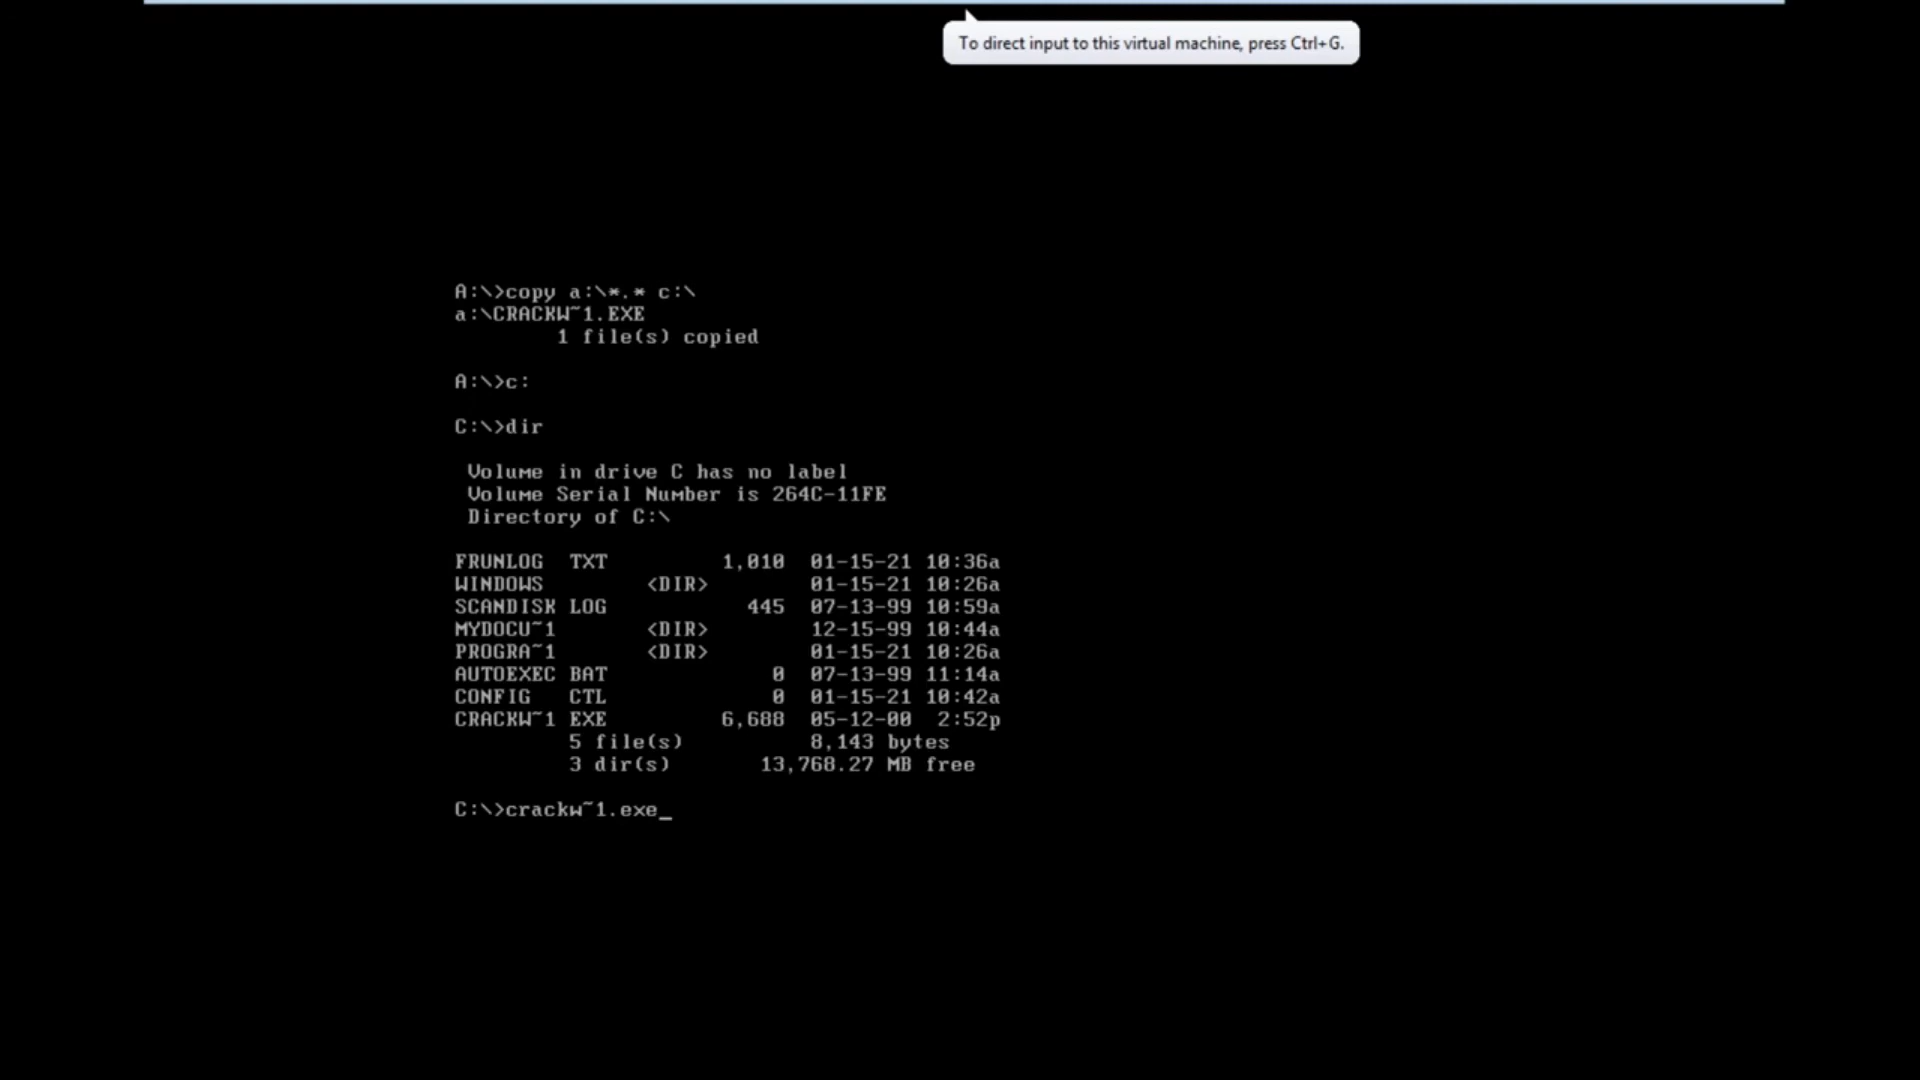 To direct input to this virtual machine, press Ctrl+G.
A:\>copy a:\*.* c:\
a:\CRACKW~1.EXE
1 file(s) copied
A:\>c:
C:\>dir
Volume in drive C has no label
Volume Serial Number is 264C-11FE
Directory of C:\
FRUNLOG TXT 1,010 01-15-21 10:36a
WINDOWS <DIR> 01-15-21 10:26a
SCANDISK LOG 445 07-13-99 10:59a
MYDOCU~1 <DIR> 12-15-99 10:44a
PROGRA~1 <DIR> 01-15-21 10:26a
AUTOEXEC BAT 0 07-13-99 11:14a
CONFIG CTL 0 01-15-21 10:42a
CRACKW~1 EXE 6,688 05-12-00 2:52p
5 file(s) 8,143 bytes
3 dir(s) 13,768.27 MB free
C:\>crackw~1.exe_